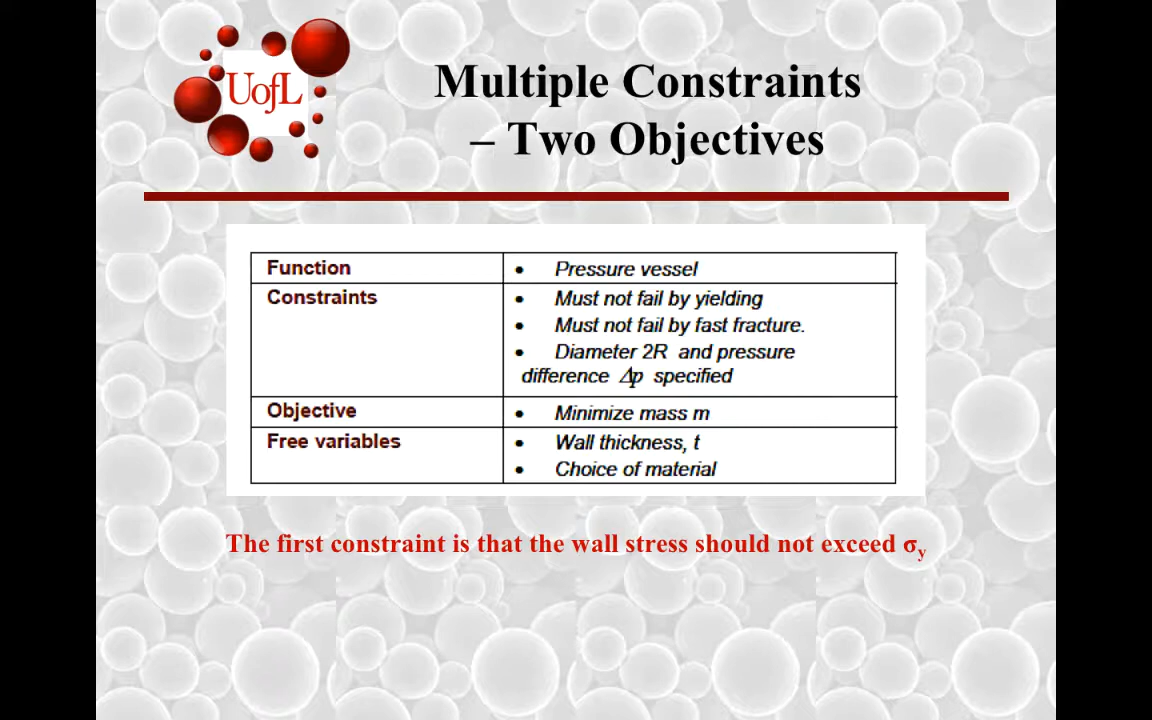 UofL
Multiple Constraints
– Two Objectives
Function
• Pressure vessel
Constraints
• Must not fail by yielding
• Must not fail by fast fracture.
• Diameter 2R and pressure
difference Δp specified
Objective
• Minimize mass m
Free variables
• Wall thickness, t
• Choice of material
The first constraint is that the wall stress should not exceed σy